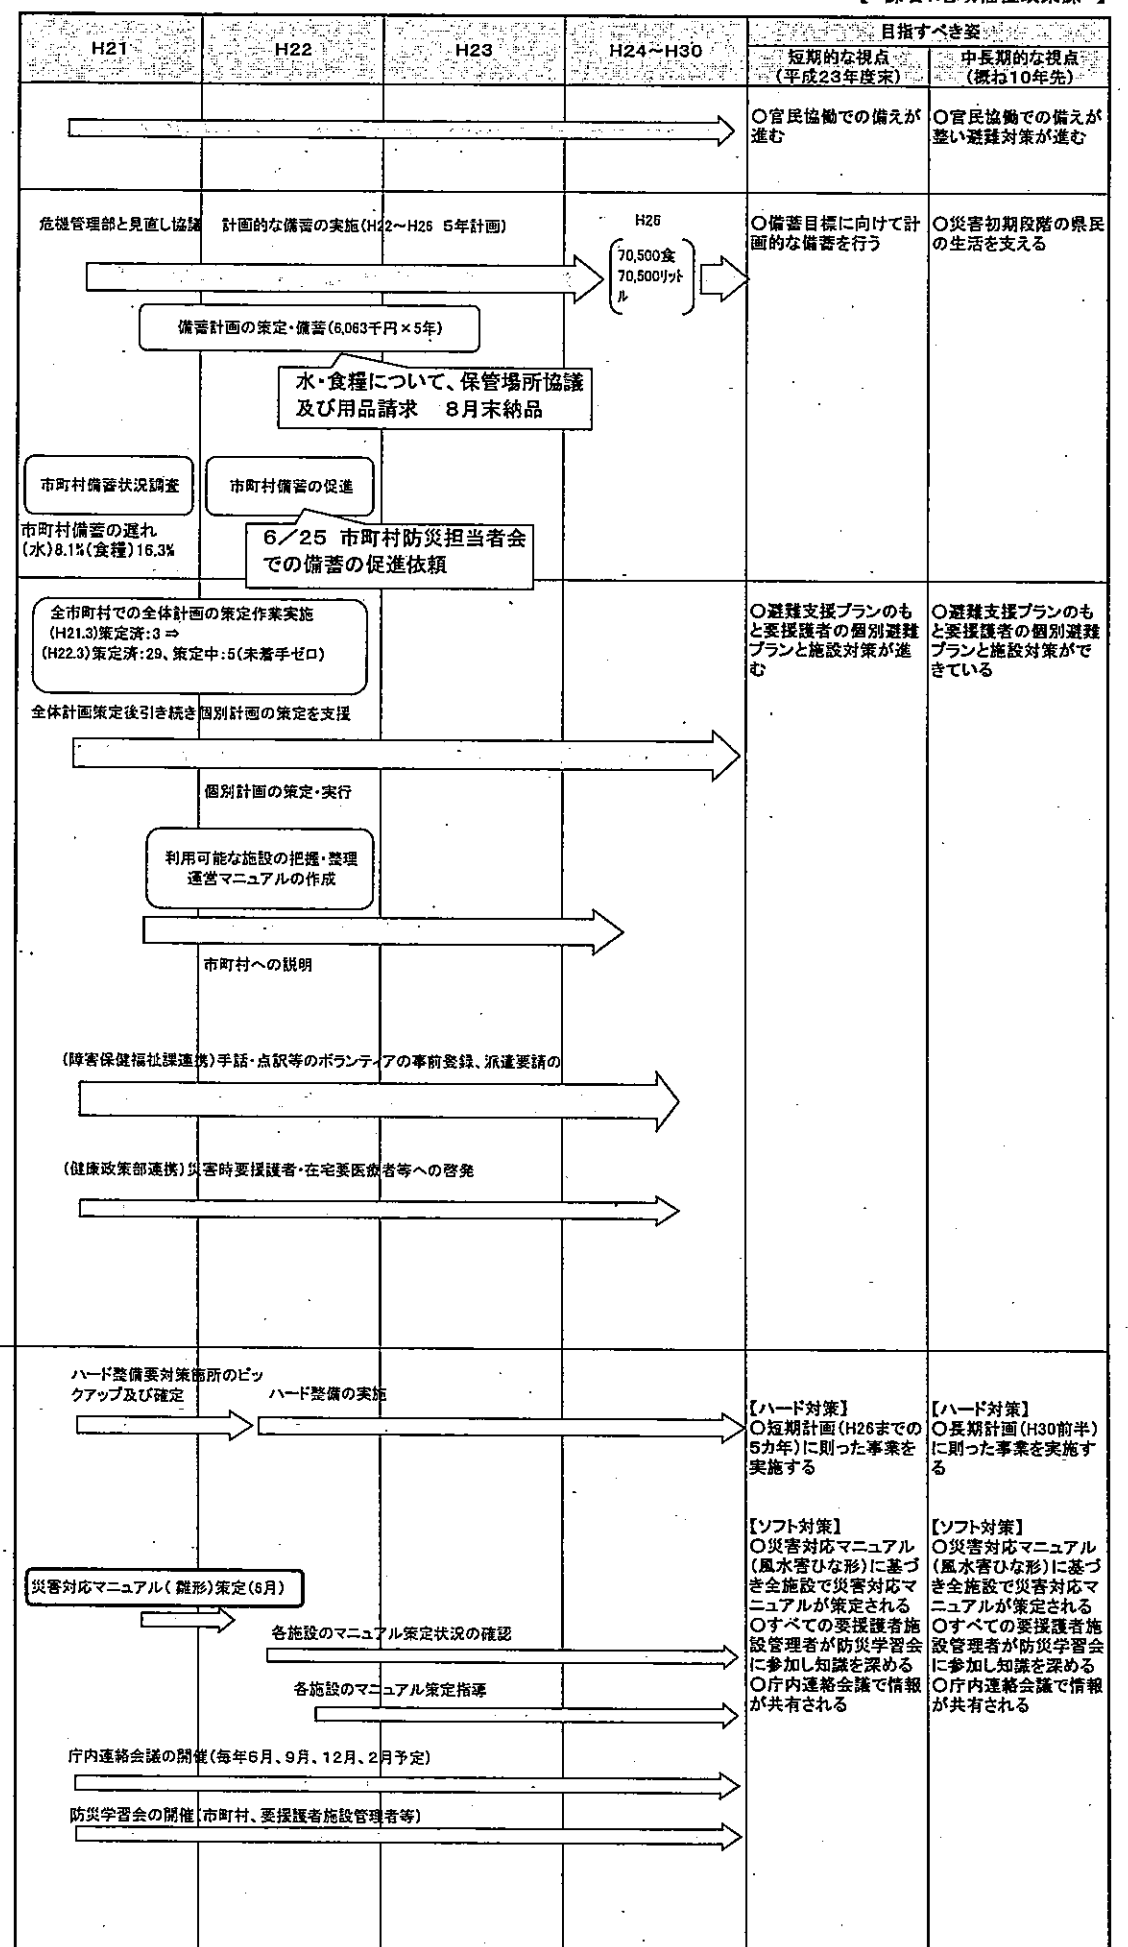 H21
H22
H23
H24～H30
目指すべき姿
短期的な視点
(平成23年度末)
中長期的な視点
(概ね10年先)
○官民協働での備えが
進む
○官民協働での備えが
整い避難対策が進む
危機管理部と見直し協議
計画的な備蓄の実施(H22～H26 5年計画)
H26
70,500食
70,500リット
ル
○備蓄目標に向けて計
画的な備蓄を行う
○災害初期段階の県民
の生活を支える
備蓄計画の策定・備蓄(6,063千円×5年)
水・食糧について、保管場所協議
及び用品請求 8月末納品
市町村備蓄状況調査
市町村備蓄の促進
市町村備蓄の遅れ
(水)8.1%(食糧)16.3%
6／25 市町村防災担当者会
での備蓄の促進依頼
全市町村での全体計画の策定作業実施
(H21.3)策定済:3 ⇒
(H22.3)策定済:29、策定中:5(未着手ゼロ)
○避難支援プランのも
と要援護者の個別避難
プランと施設対策が進
む
○避難支援プランのも
と要援護者の個別避難
プランと施設対策がで
きている
全体計画策定後引き続き個別計画の策定を支援
個別計画の策定・実行
利用可能な施設の把握・整理
運営マニュアルの作成
市町村への説明
(障害保健福祉課連携)手話・点訳等のボランティアの事前登録、派遣要請の
(健康政策部連携)災害時要援護者・在宅要医療者等への啓発
ハード整備要対策箇所のピッ
クアップ及び確定
ハード整備の実施
【ハード対策】
○短期計画(H26までの
5カ年)に則った事業を
実施する
【ハード対策】
○長期計画(H30前半)
に則った事業を実施す
る
【ソフト対策】
○災害対応マニュアル
(風水害ひな形)に基づ
き全施設で災害対応マ
ニュアルが策定される
○すべての要援護者施
設管理者が防災学習会
に参加し知識を深める
○庁内連絡会議で情報
が共有される
【ソフト対策】
○災害対応マニュアル
(風水害ひな形)に基づ
き全施設で災害対応マ
ニュアルが策定される
○すべての要援護者施
設管理者が防災学習会
に参加し知識を深める
○庁内連絡会議で情報
が共有される
災害対応マニュアル( 雛形)策定(6月)
各施設のマニュアル策定状況の確認
各施設のマニュアル策定指導
庁内連絡会議の開催(毎年6月、9月、12月、2月予定)
防災学習会の開催(市町村、要援護者施設管理者等)